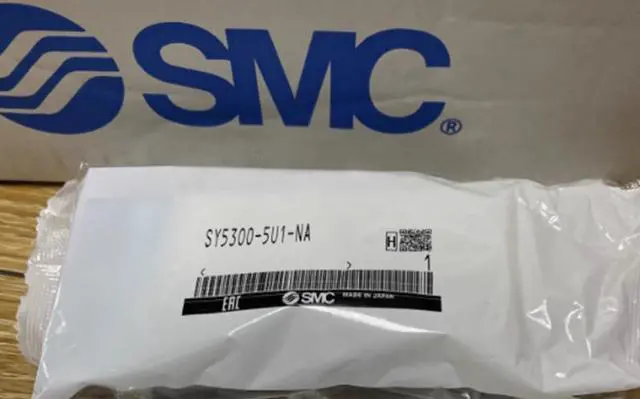 SMC®
SY5300-5U1-NA
H
< > 1
EAC SMC MADE IN JAPAN